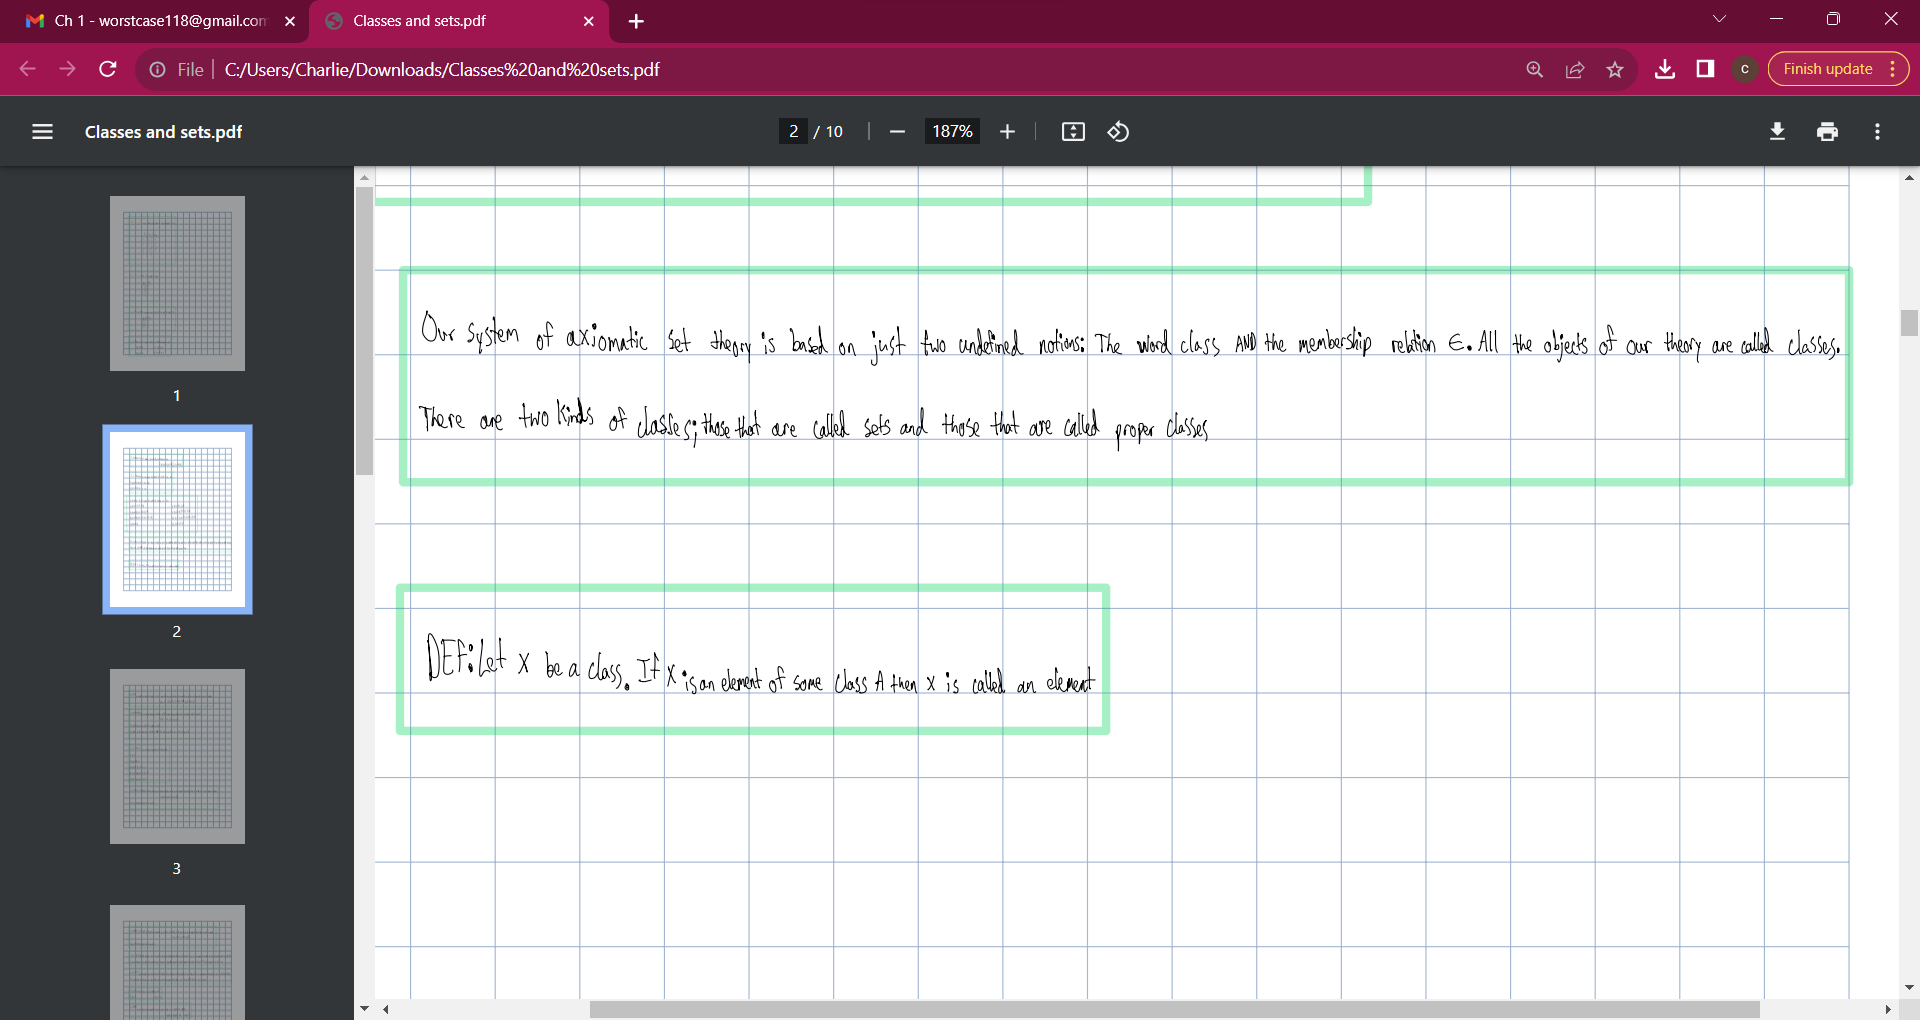 Ch 1 - worstcase118@gmail.com
Classes and sets.pdf
File
C:/Users/Charlie/Downloads/Classes%20and%20sets.pdf
C
Finish update
Classes and sets.pdf
2 / 10
187%
1
2
3
Our system of axiomatic set theory is based on just two undefined notions: The word class AND the membership relation ∈. All the objects of our theory are called classes.
There are two kinds of classes; those that are called sets and those that are called proper classes
DEF: Let x be a class. If x is an element of some class A then x is called an element